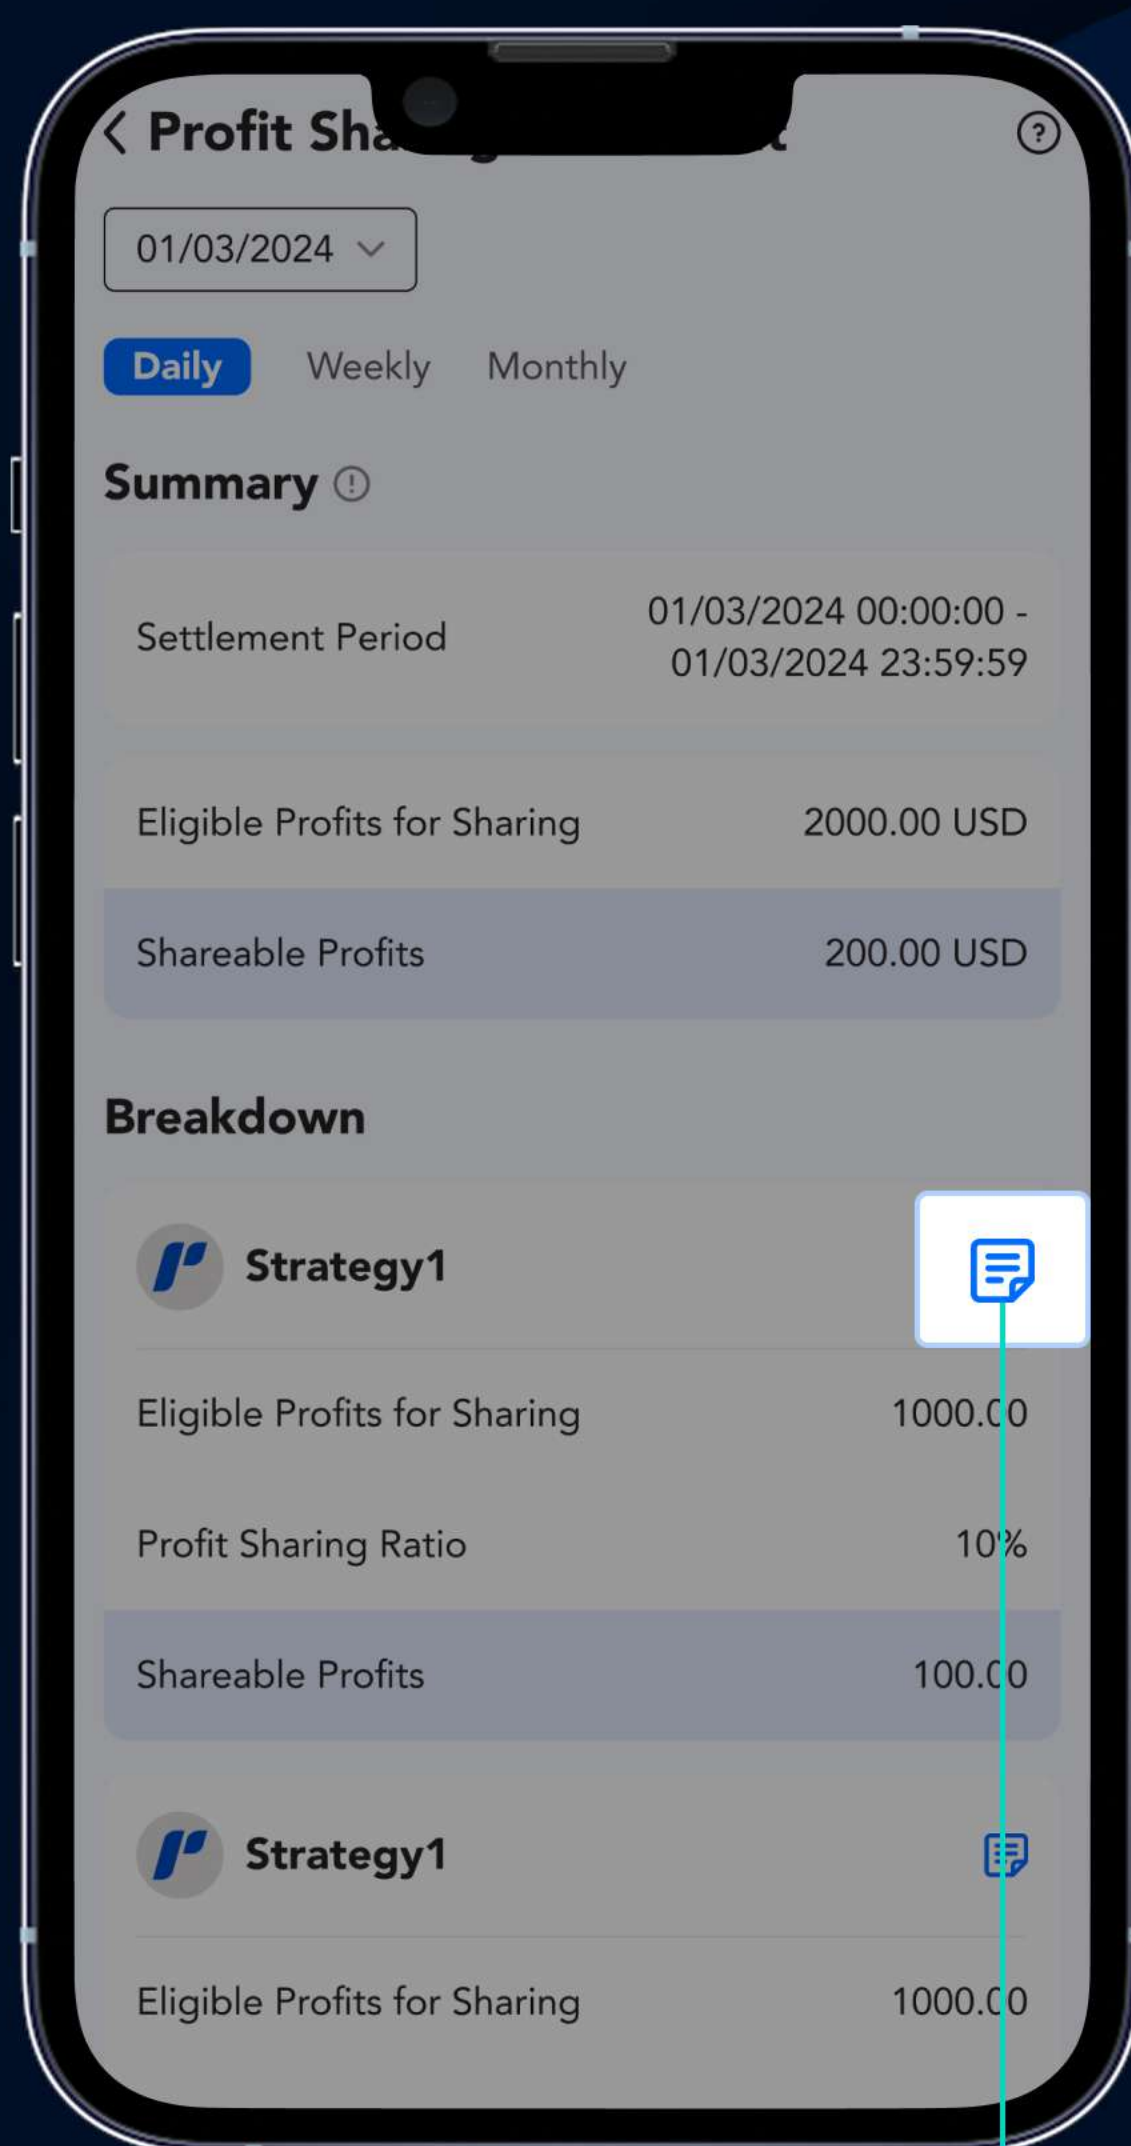 Profit
01/03/2024
Daily Weekly Monthly
Summary
Settlement Period 01/03/2024 00:00:00 -
01/03/2024 23:59:59
Eligible Profits for Sharing 2000.00 USD
Shareable Profits 200.00 USD
Breakdown
Strategy1
Eligible Profits for Sharing 1000.00
Profit Sharing Ratio 10%
Shareable Profits 100.00
Strategy1
Eligible Profits for Sharing 1000.00